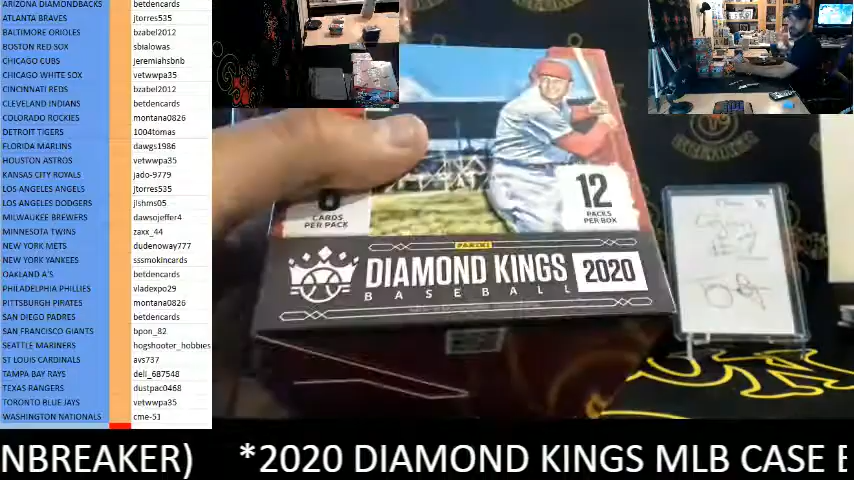 ARIZONA DIAMONDBACKS betdencards
ATLANTA BRAVES jtorres535
BALTIMORE ORIOLES bzabel2012
BOSTON RED SOX sbialowas
CHICAGO CUBS jeremiahsbnb
CHICAGO WHITE SOX vetwwpa35
CINCINNATI REDS bzabel2012
CLEVELAND INDIANS betdencards
COLORADO ROCKIES montana0826
DETROIT TIGERS 1004tomas
FLORIDA MARLINS dawgs1986
HOUSTON ASTROS vetwwpa35
KANSAS CITY ROYALS jado-9779
LOS ANGELES ANGELS jtorres535
LOS ANGELES DODGERS jlshms05
MILWAUKEE BREWERS dawsojeffer4
MINNESOTA TWINS zaxx_44
NEW YORK METS dudenoway777
NEW YORK YANKEES sssmokincards
OAKLAND A'S betdencards
PHILADELPHIA PHILLIES vladexpo29
PITTSBURGH PIRATES montana0826
SAN DIEGO PADRES betdencards
SAN FRANCISCO GIANTS bpon_82
SEATTLE MARINERS hogshooter_hobbies
ST LOUIS CARDINALS avs737
TAMPA BAY RAYS deli_687548
TEXAS RANGERS dustpac0468
TORONTO BLUE JAYS vetwwpa35
WASHINGTON NATIONALS cme-51
8
CARDS
PER PACK
12
PACKS
PER BOX
PANINI
DIAMOND KINGS 2020
BASEBALL
NBREAKER) *2020 DIAMOND KINGS MLB CASE